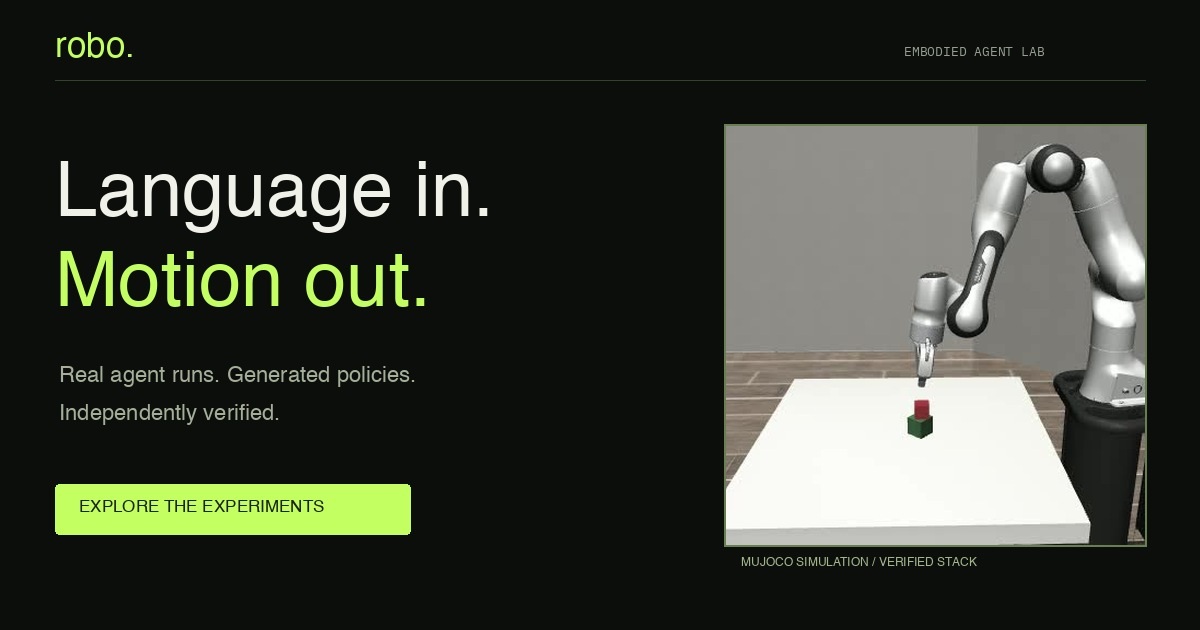 robo.
EMBODIED AGENT LAB
Language in.
Motion out.
Real agent runs. Generated policies.
Independently verified.
EXPLORE THE EXPERIMENTS
MUJOCO SIMULATION / VERIFIED STACK